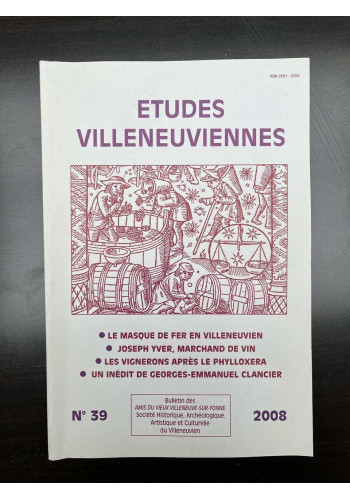 ETUDES
VILLENEUVIENNES
● LE MASQUE DE FER EN VILLENEUVIEN
● JOSEPH YVER, MARCHAND DE VIN
● LES VIGNERONS APRÈS LE PHYLLOXERA
● UN INÉDIT DE GEORGES-EMMANUEL CLANCIER
N° 39
Bulletin des
AMIS DU VIEUX VILLENEUVE-SUR-YONNE
Société Historique, Archéologique,
Artistique et Culturelle
du Villeneuvien
2008